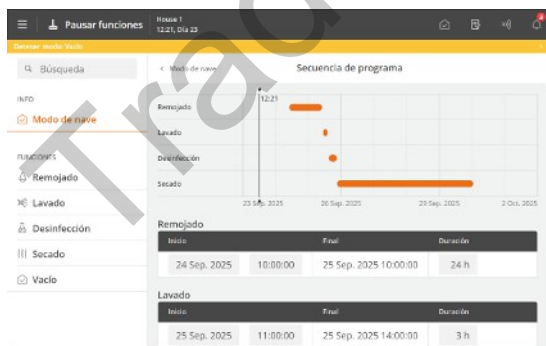 Pausar funciones
House 1
12:21, Día 23
Detener modo: Vacío
Búsqueda
Modo de nave
Secuencia de programa
INFO
Modo de nave
FUNCIONES
Remojado
Lavado
Desinfección
Secado
Vacío
12:21
Remojado
Lavado
Desinfección
Secado
23 Sep. 2025 26 Sep. 2025 29 Sep. 2025 2 Oct. 2025
Remojado
Inicio Final Duración
24 Sep. 2025 10:00:00 25 Sep. 2025 10:00:00 24 h
Lavado
Inicio Final Duración
25 Sep. 2025 11:00:00 25 Sep. 2025 14:00:00 3 h